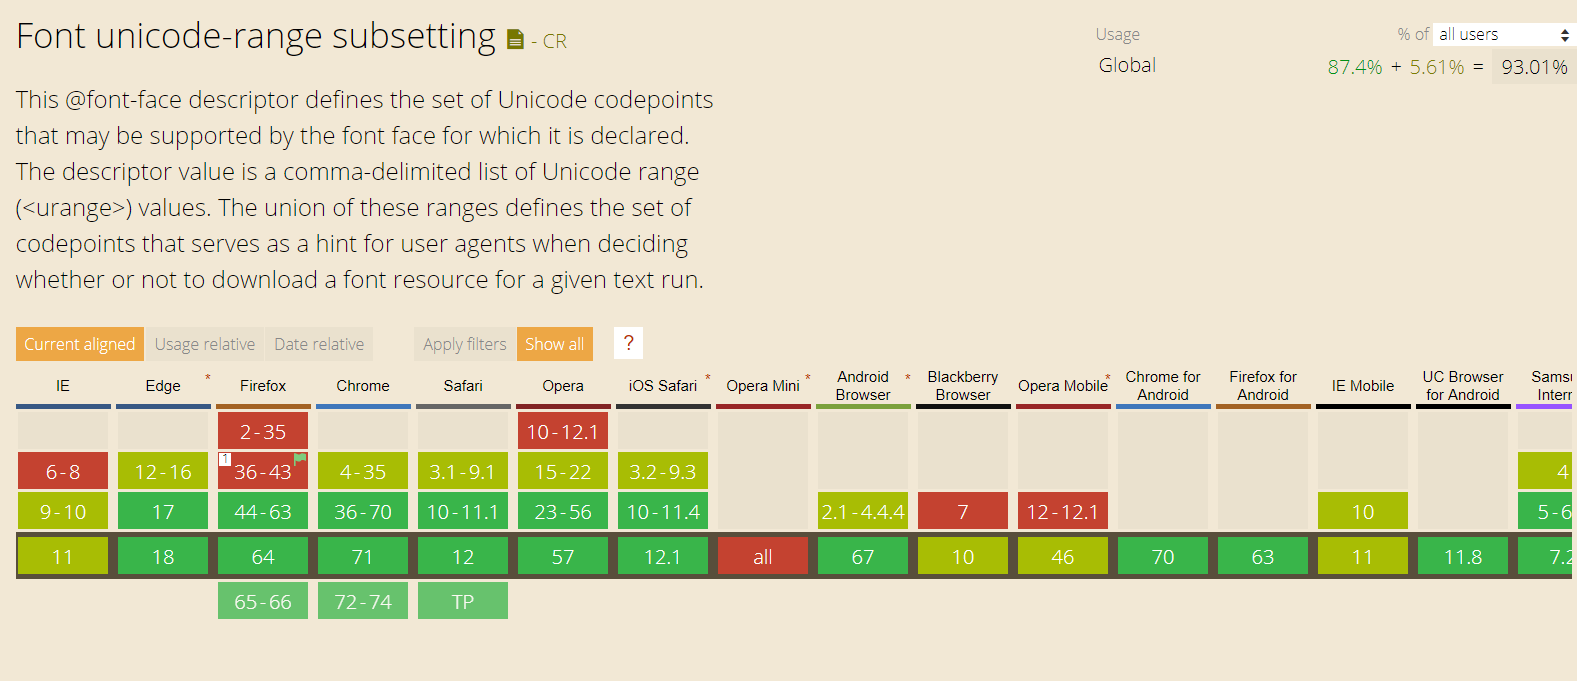 Font unicode-range subsetting - CR
Usage % of all users
Global 87.4% + 5.61% = 93.01%
This @font-face descriptor defines the set of Unicode codepoints
that may be supported by the font face for which it is declared.
The descriptor value is a comma-delimited list of Unicode range
(<urange>) values. The union of these ranges defines the set of
codepoints that serves as a hint for user agents when deciding
whether or not to download a font resource for a given text run.
Current aligned Usage relative Date relative Apply filters Show all ?
IE Edge * Firefox Chrome Safari Opera iOS Safari * Opera Mini * Android Browser * Blackberry Browser Opera Mobile * Chrome for Android Firefox for Android IE Mobile UC Browser for Android
2-35 10-12.1
6-8 12-16 1 36-43 4-35 3.1-9.1 15-22 3.2-9.3 4
9-10 17 44-63 36-70 10-11.1 23-56 10-11.4 2.1-4.4.4 7 12-12.1 10 5-6
11 18 64 71 12 57 12.1 all 67 10 46 70 63 11 11.8 7.2
65-66 72-74 TP